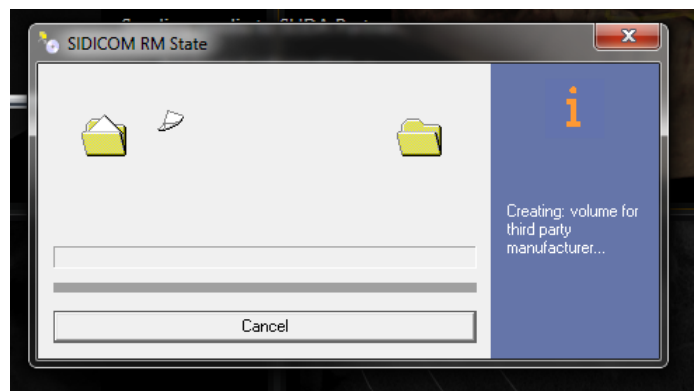 SIDICOM RM State
i
Creating: volume for
third party
manufacturer...
Cancel